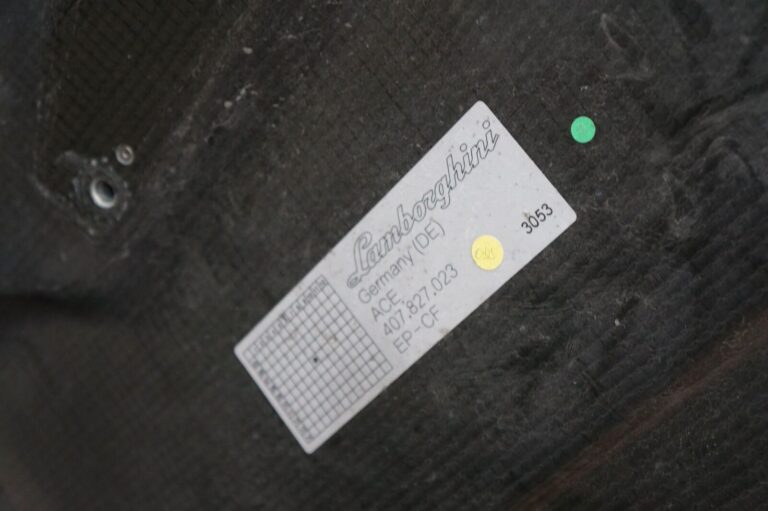 Lamborghini
Germany (DE)
ACE.
407.827.023
EP-CF
3053